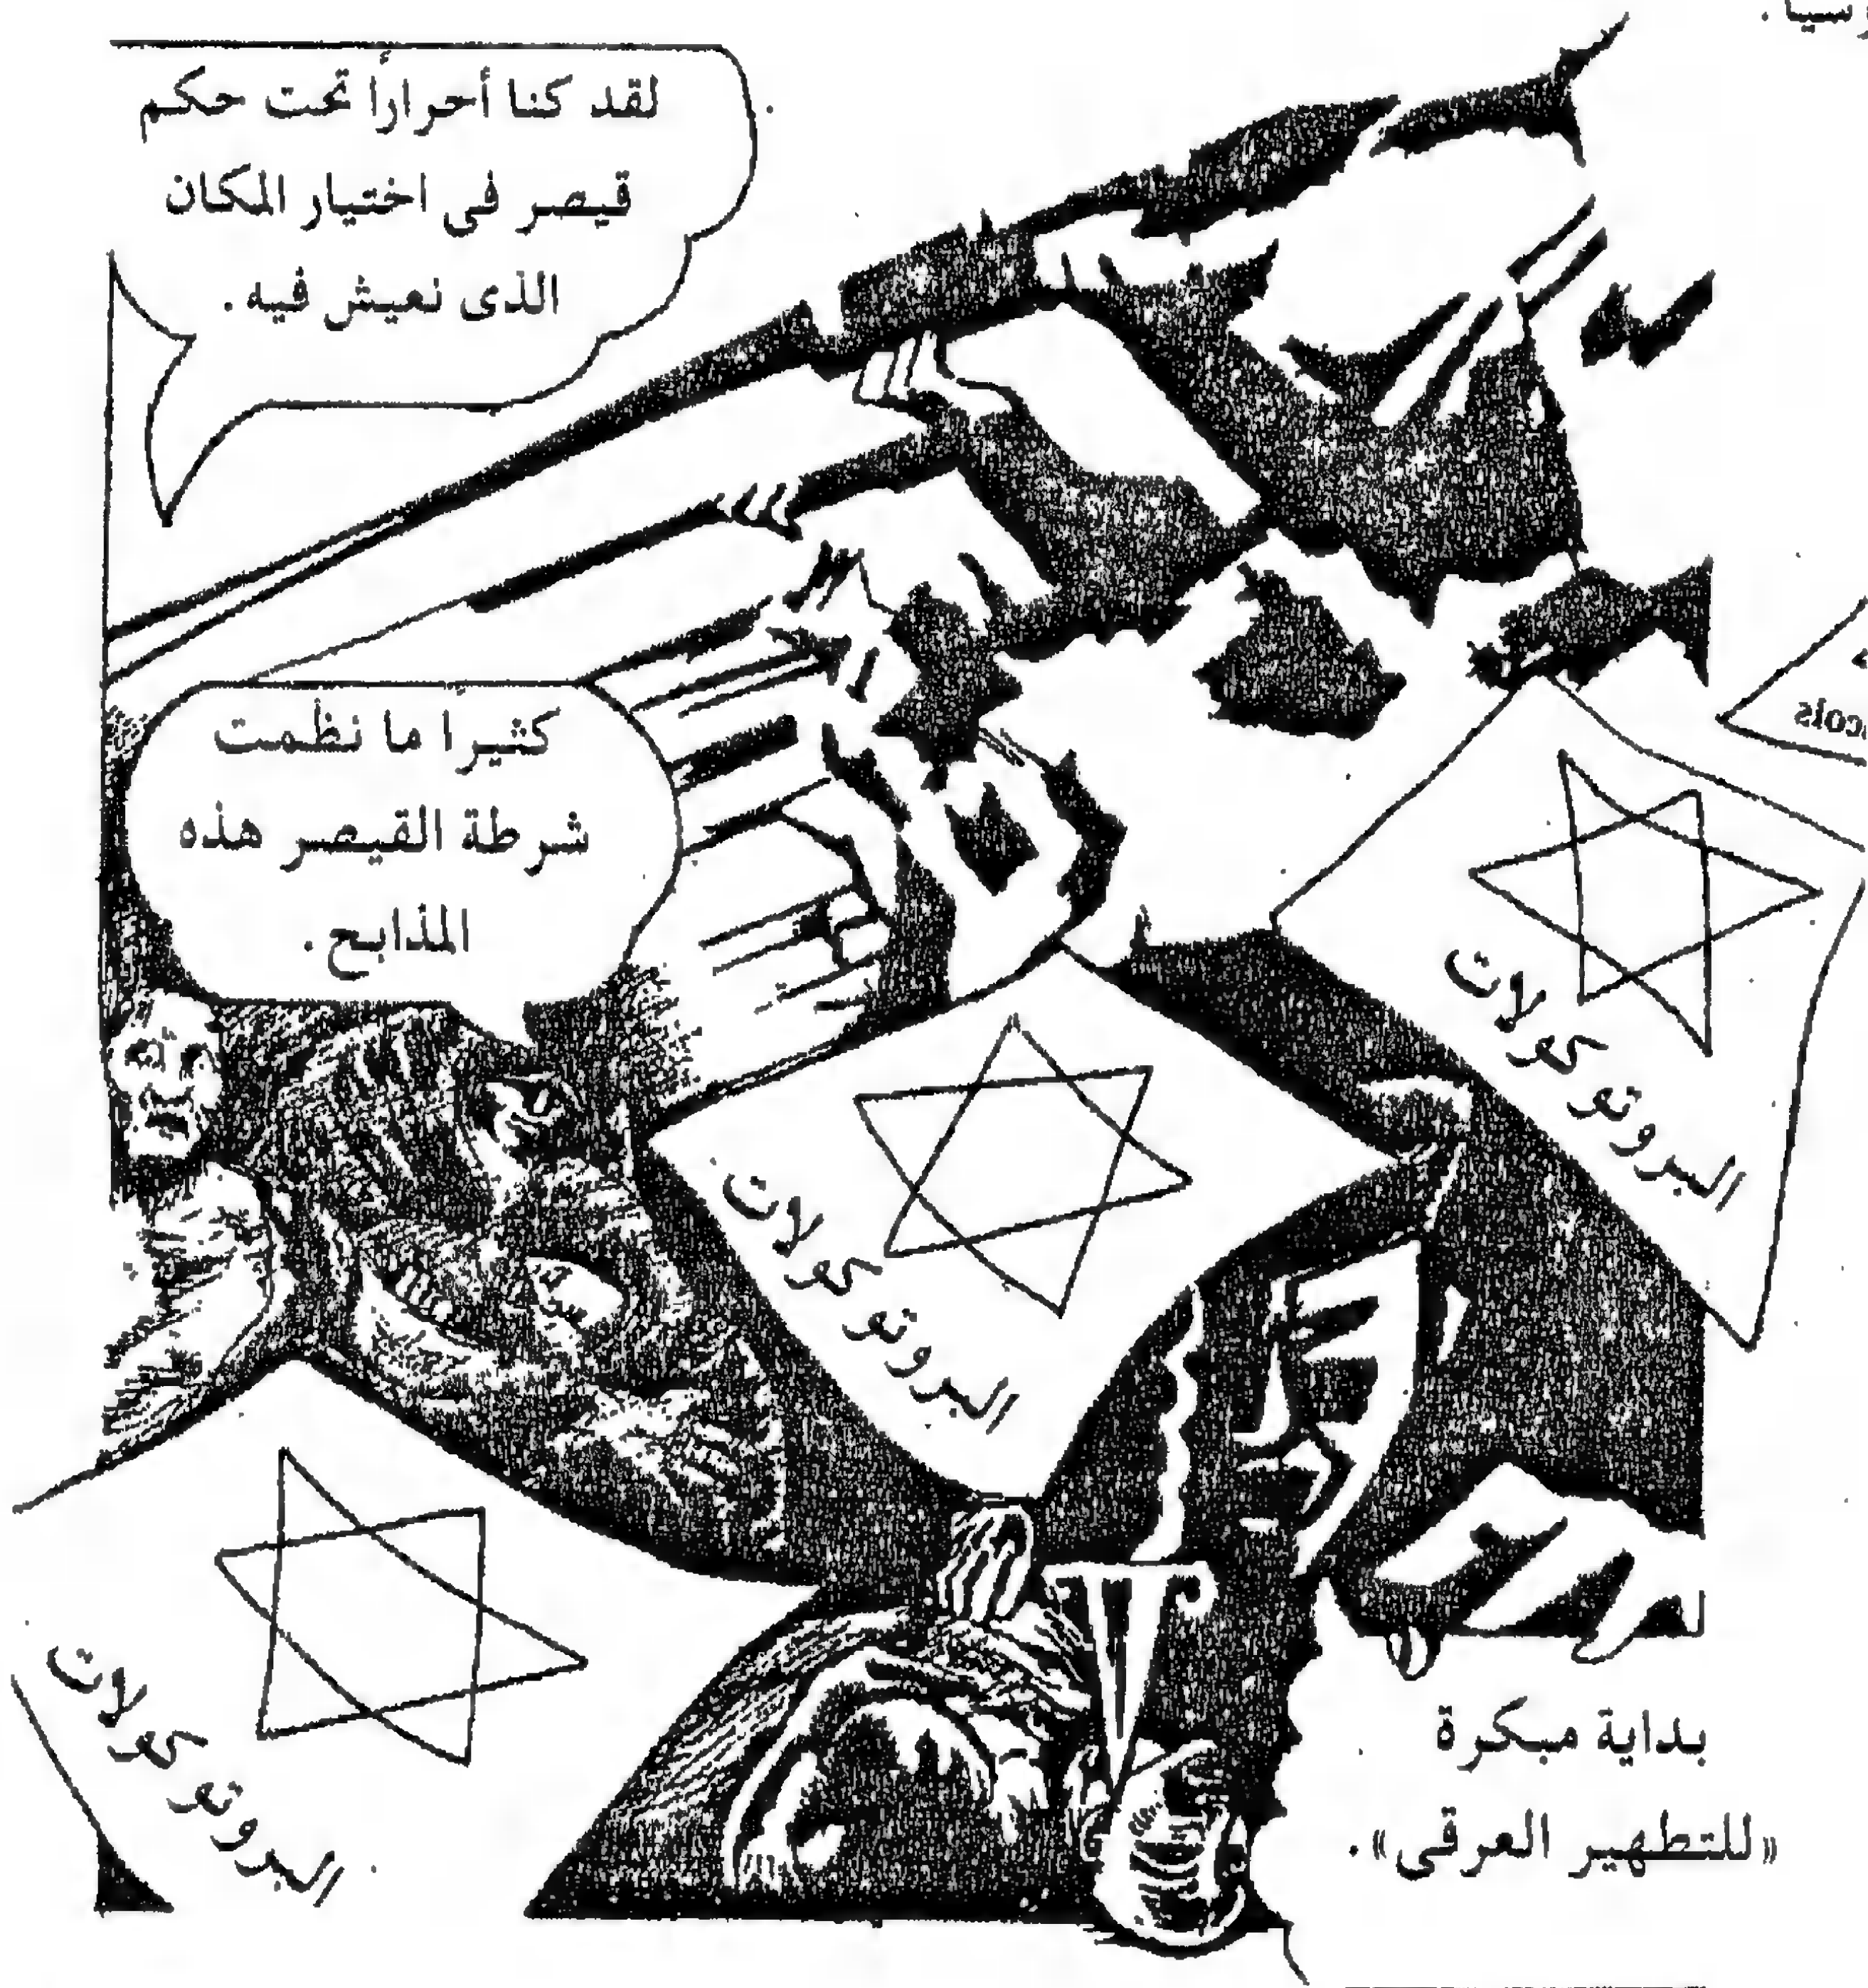 لقد كنا أحراراً تحت حكم
قيصر فى اختيار المكان
الذى نعيش فيه.
كثيرا ما نظمت
شرطة القيصر هذه
المذابح.
البروتوكولات
البروتوكولات
البروتوكولات
بداية مبكرة
«للتطهير العرقى».